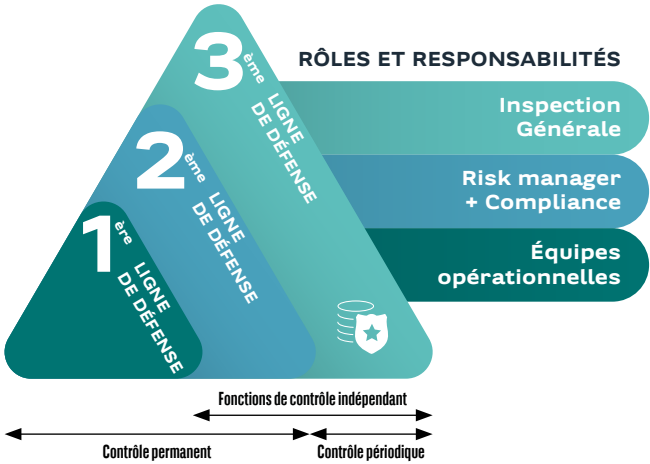 RÔLES ET RESPONSABILITÉS
3ème LIGNE
DE DÉFENSE
Inspection
Générale
2ème LIGNE
DE DÉFENSE
Risk manager
+ Compliance
1ère LIGNE
DE DÉFENSE
Équipes
opérationnelles
Fonctions de contrôle indépendant
Contrôle permanent
Contrôle périodique